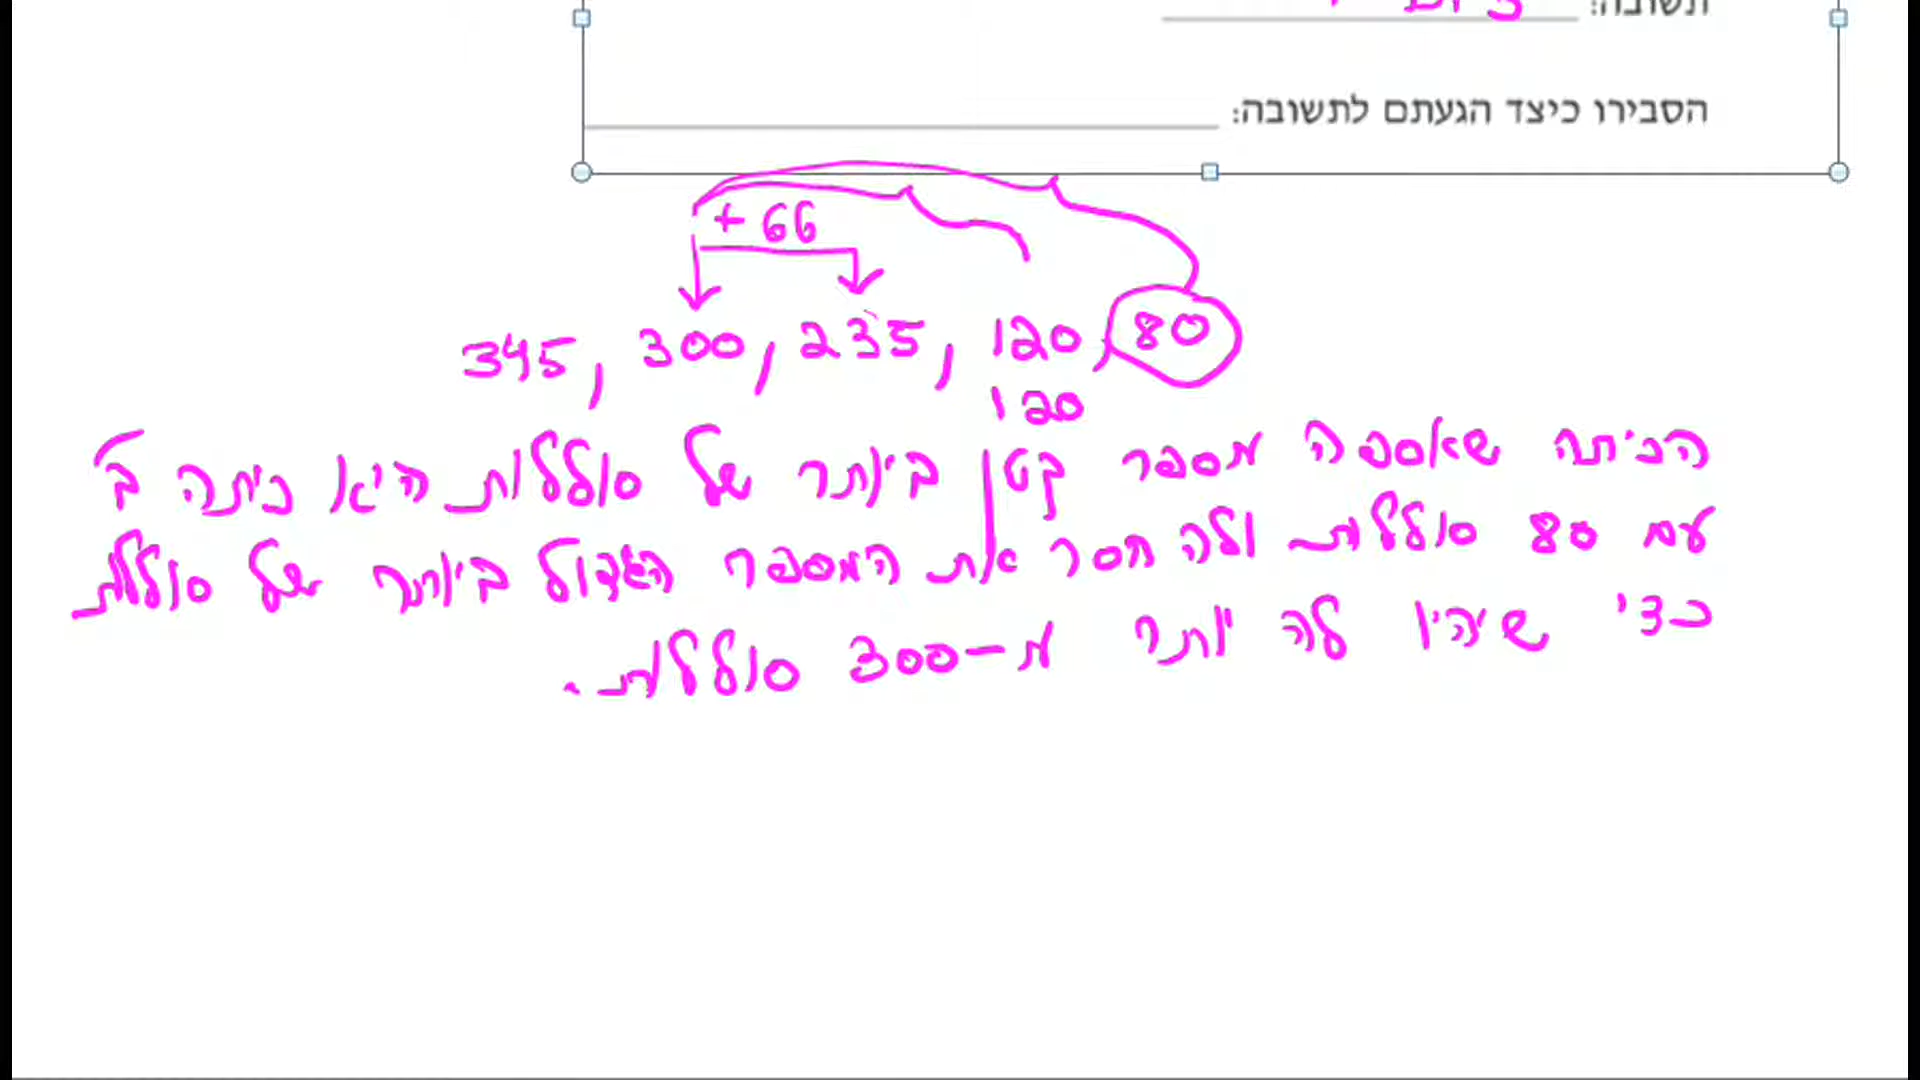 תשובה:
הסבירו כיצד הגעתם לתשובה:
+ 66
345, 300, 235, 120, 80
120
הכיתה שאספה מספר קטן ביותר של סוללות היא כיתה ב'
עם 80 סוללות ולה חסר את המספר הגדול ביותר של סוללות
כדי שיהיו לה יותר מ-300 סוללות.